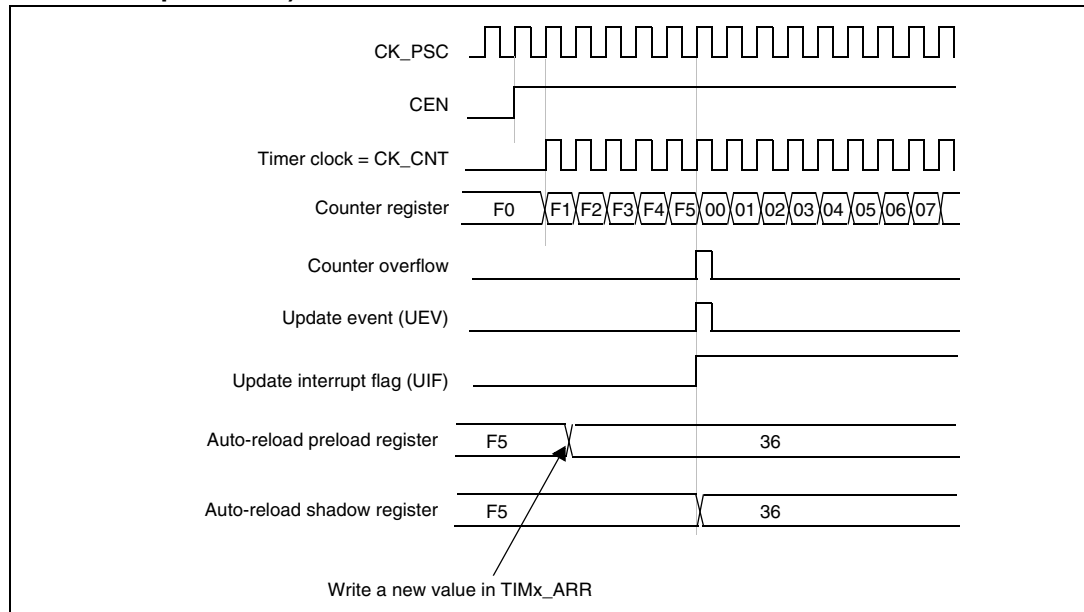 CK_PSC
CEN
Timer clock = CK_CNT
Counter register F0 F1 F2 F3 F4 F5 00 01 02 03 04 05 06 07
Counter overflow
Update event (UEV)
Update interrupt flag (UIF)
Auto-reload preload register F5 36
Auto-reload shadow register F5 36
Write a new value in TIMx_ARR